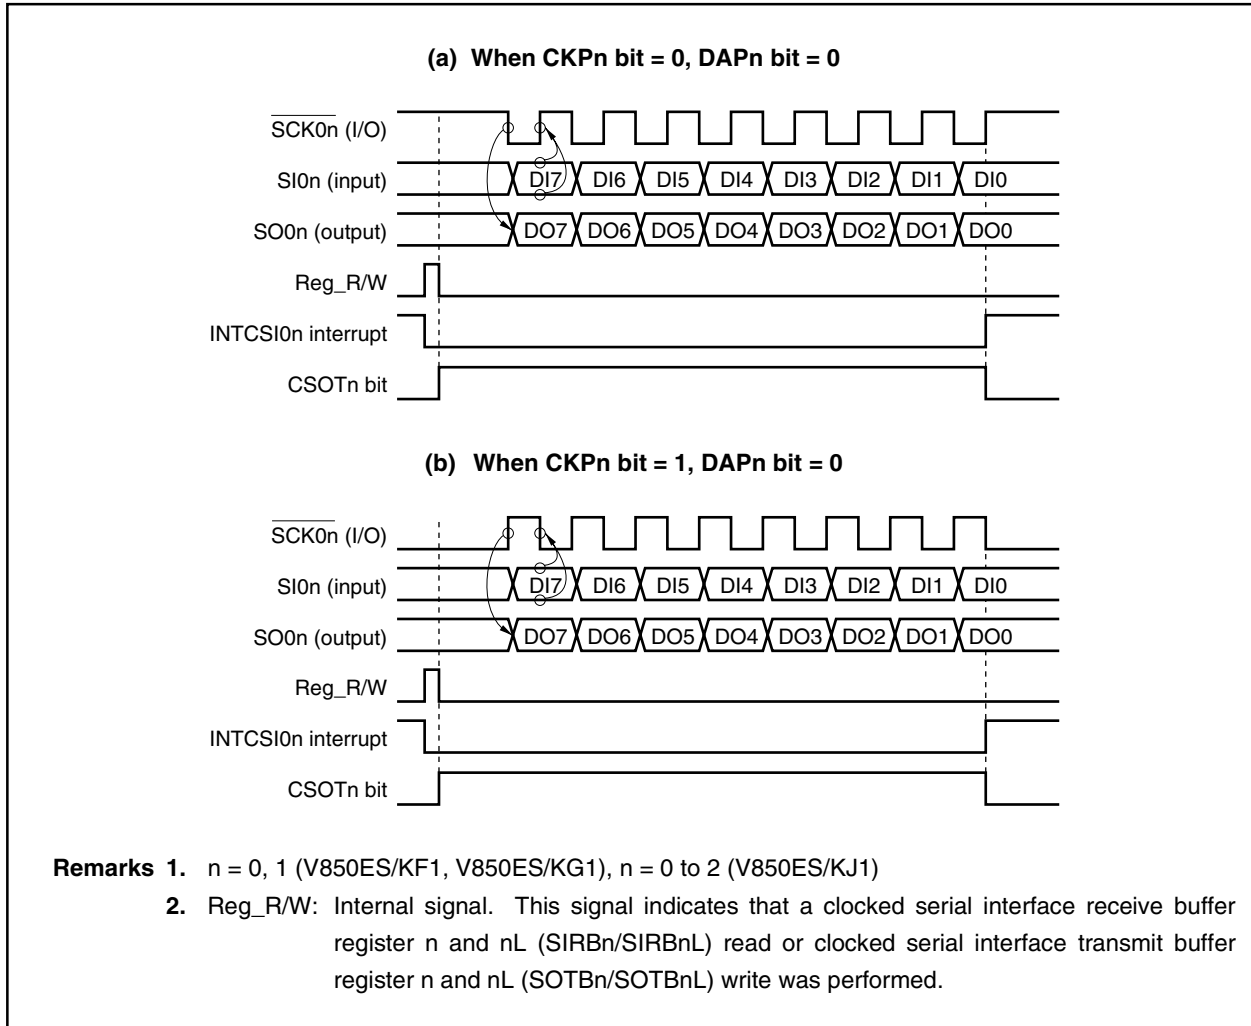 (a) When CKPn bit = 0, DAPn bit = 0
SCK0n (I/O)
SI0n (input) DI7 DI6 DI5 DI4 DI3 DI2 DI1 DI0
SO0n (output) DO7 DO6 DO5 DO4 DO3 DO2 DO1 DO0
Reg_R/W
INTCSI0n interrupt
CSOTn bit
(b) When CKPn bit = 1, DAPn bit = 0
SCK0n (I/O)
SI0n (input) DI7 DI6 DI5 DI4 DI3 DI2 DI1 DI0
SO0n (output) DO7 DO6 DO5 DO4 DO3 DO2 DO1 DO0
Reg_R/W
INTCSI0n interrupt
CSOTn bit
Remarks 1. n = 0, 1 (V850ES/KF1, V850ES/KG1), n = 0 to 2 (V850ES/KJ1)
2. Reg_R/W: Internal signal. This signal indicates that a clocked serial interface receive buffer
register n and nL (SIRBn/SIRBnL) read or clocked serial interface transmit buffer
register n and nL (SOTBn/SOTBnL) write was performed.